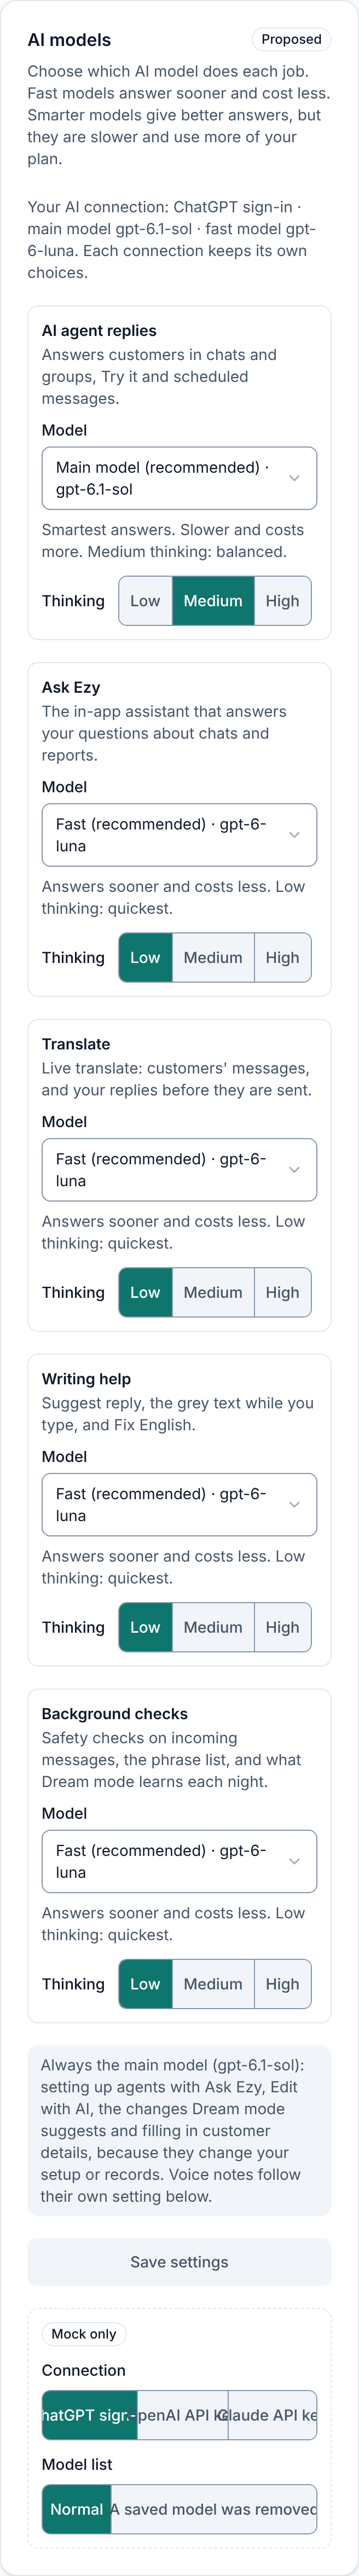 AI models
Proposed
Choose which AI model does each job.
Fast models answer sooner and cost less.
Smarter models give better answers, but
they are slower and use more of your
plan.
Your AI connection: ChatGPT sign-in ·
main model gpt-6.1-sol · fast model gpt-
6-luna. Each connection keeps its own
choices.
AI agent replies
Answers customers in chats and
groups, Try it and scheduled
messages.
Model
Main model (recommended) ·
gpt-6.1-sol
Smartest answers. Slower and costs
more. Medium thinking: balanced.
Thinking Low Medium High
Ask Ezy
The in-app assistant that answers
your questions about chats and
reports.
Model
Fast (recommended) · gpt-6-
luna
Answers sooner and costs less. Low
thinking: quickest.
Thinking Low Medium High
Translate
Live translate: customers' messages,
and your replies before they are sent.
Model
Fast (recommended) · gpt-6-
luna
Answers sooner and costs less. Low
thinking: quickest.
Thinking Low Medium High
Writing help
Suggest reply, the grey text while you
type, and Fix English.
Model
Fast (recommended) · gpt-6-
luna
Answers sooner and costs less. Low
thinking: quickest.
Thinking Low Medium High
Background checks
Safety checks on incoming
messages, the phrase list, and what
Dream mode learns each night.
Model
Fast (recommended) · gpt-6-
luna
Answers sooner and costs less. Low
thinking: quickest.
Thinking Low Medium High
Always the main model (gpt-6.1-sol):
setting up agents with Ask Ezy, Edit
with AI, the changes Dream mode
suggests and filling in customer
details, because they change your
setup or records. Voice notes follow
their own setting below.
Save settings
Mock only
Connection
hatGPT sign- penAI API Claude API ke
Model list
Normal A saved model was removed